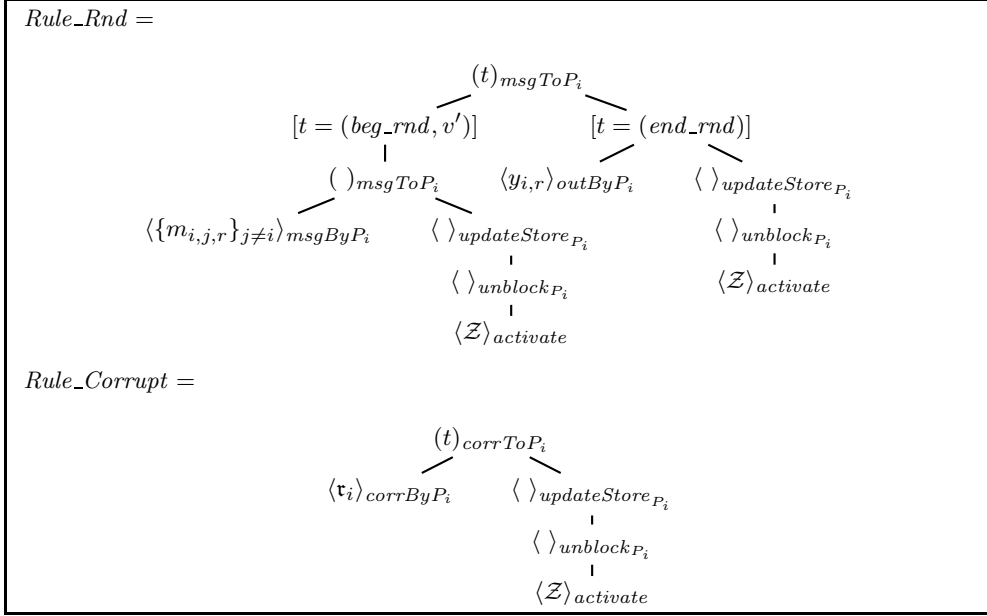 Rule_Rnd =
(t)_{msgToP_i}
[t = (beg_rnd, v′)] [t = (end_rnd)]
( )_{msgToP_i} ⟨y_{i,r}⟩_{outByP_i} ⟨ ⟩_{updateStore_{P_i}}
⟨{m_{i,j,r}}_{j≠i}⟩_{msgByP_i} ⟨ ⟩_{updateStore_{P_i}} ⟨ ⟩_{unblock_{P_i}}
⟨ ⟩_{unblock_{P_i}} ⟨𝒵⟩_{activate}
⟨𝒵⟩_{activate}
Rule_Corrupt =
(t)_{corrToP_i}
⟨𝔯_i⟩_{corrByP_i} ⟨ ⟩_{updateStore_{P_i}}
⟨ ⟩_{unblock_{P_i}}
⟨𝒵⟩_{activate}